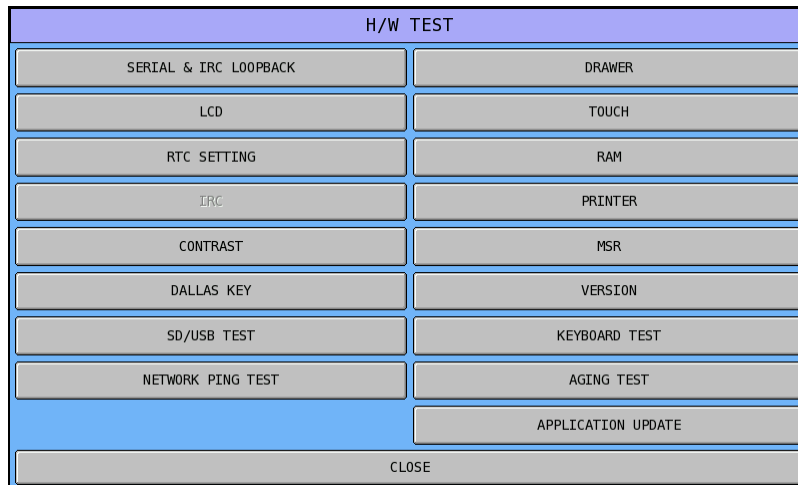 H/W TEST
SERIAL & IRC LOOPBACK
DRAWER
LCD
TOUCH
RTC SETTING
RAM
IRC
PRINTER
CONTRAST
MSR
DALLAS KEY
VERSION
SD/USB TEST
KEYBOARD TEST
NETWORK PING TEST
AGING TEST
APPLICATION UPDATE
CLOSE